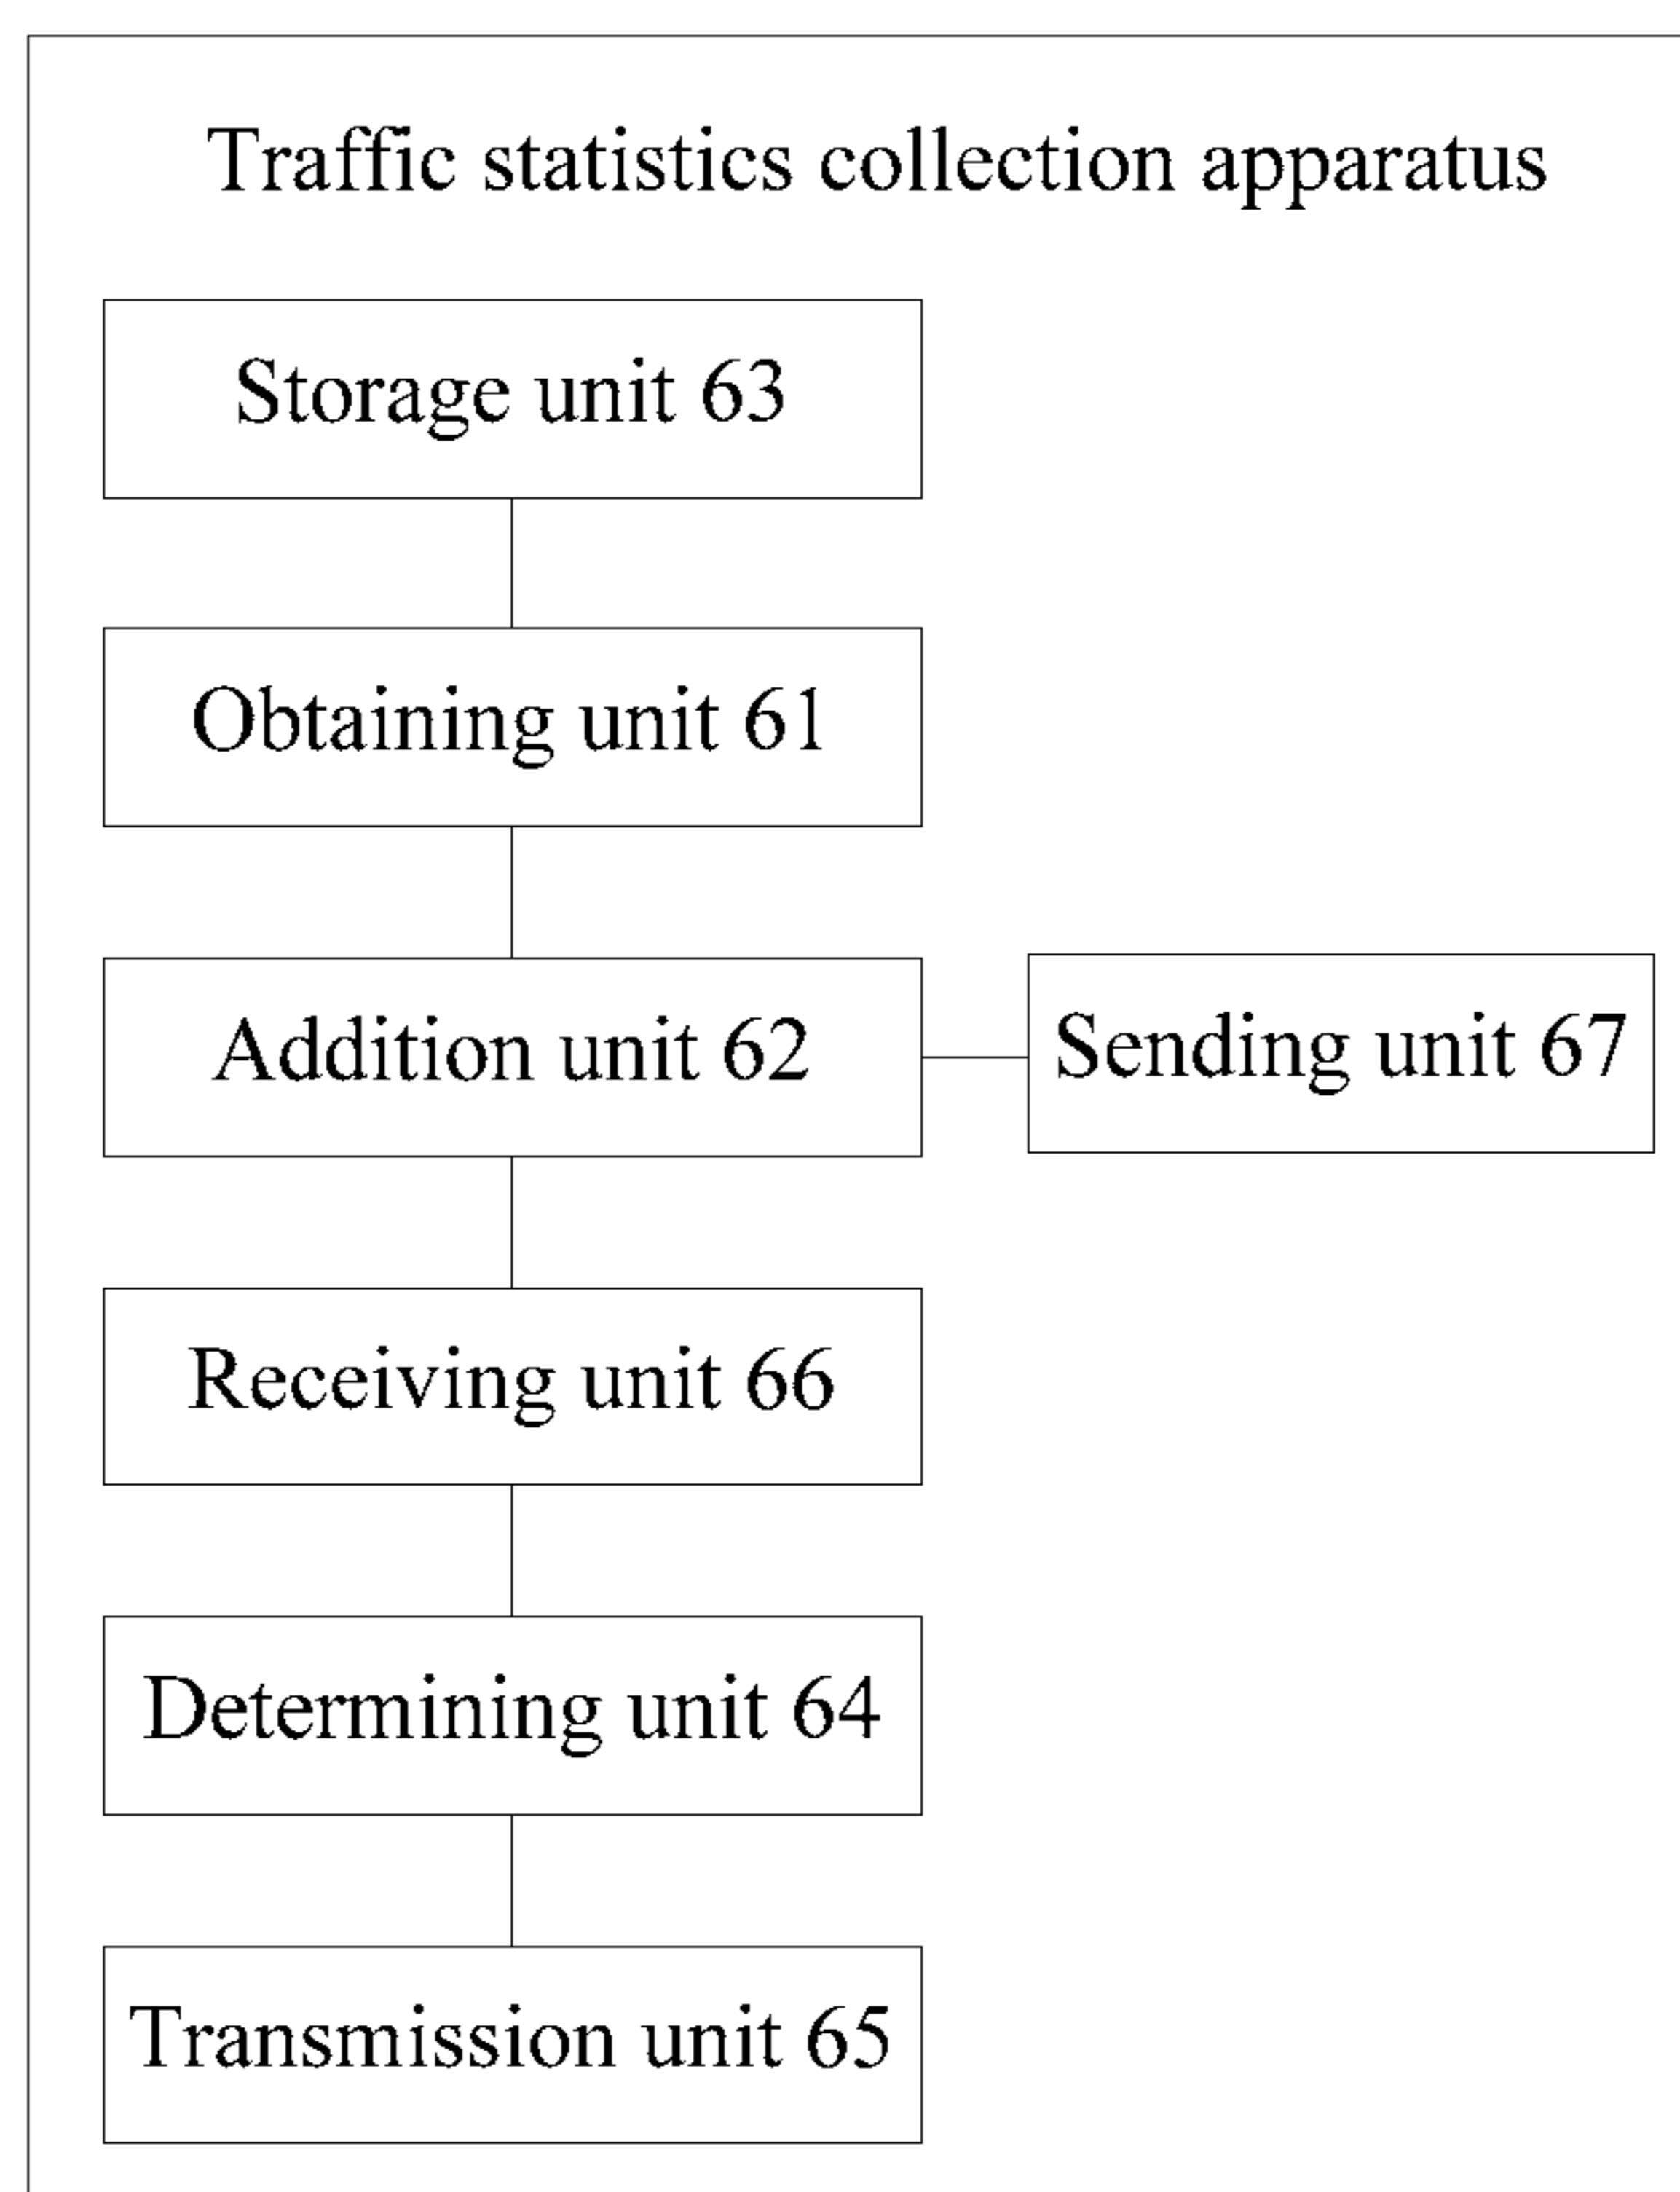 Traffic statistics collection apparatus
Storage unit 63
Obtaining unit 61
Addition unit 62
Sending unit 67
Receiving unit 66
Determining unit 64
Transmission unit 65